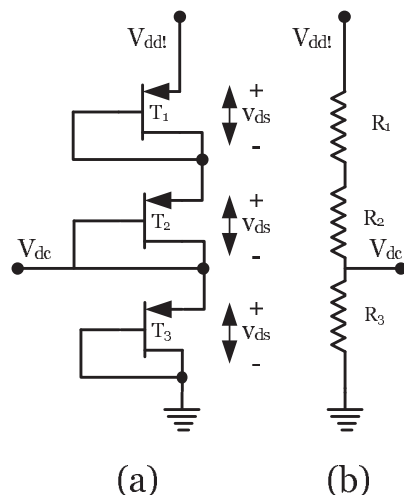 Vdd!
Vdd!
T1
+
vds
-
R1
T2
+
vds
-
R2
Vdc
Vdc
T3
+
vds
-
R3
(a)
(b)